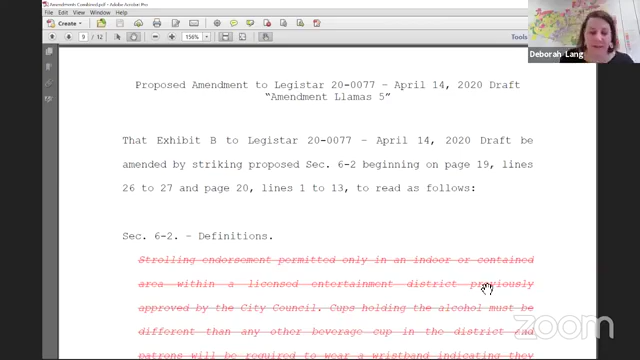 Amendments Combined.pdf - Adobe Acrobat Pro
File Edit View Window Help
Create
9 / 12
156%
Tools
Deborah Lang
Proposed Amendment to Legistar 20-0077 – April 14, 2020 Draft
"Amendment Llamas 5"
That Exhibit B to Legistar 20-0077 – April 14, 2020 Draft be
amended by striking proposed Sec. 6-2 beginning on page 19, lines
26 to 27 and page 20, lines 1 to 13, to read as follows:
Sec. 6-2. - Definitions.
Strolling endorsement permitted only in an indoor or contained
area within a licensed entertainment district previously
approved by the City Council. Cups holding the alcohol must be
different than any other beverage cup in the district and
patrons will be required to wear a wristband indicating they
zoom